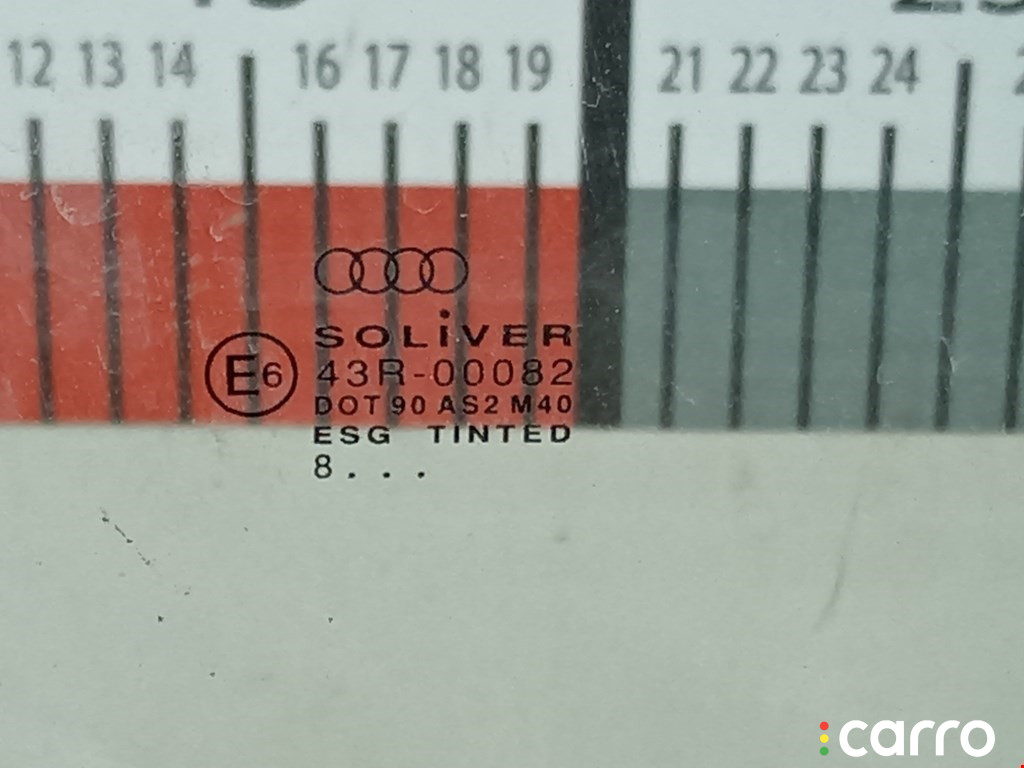 12 13 14 16 17 18 19 21 22 23 24
SOLiVER
E6 43R-00082
DOT 90 AS2 M40
ESG TINTED
8...
carro